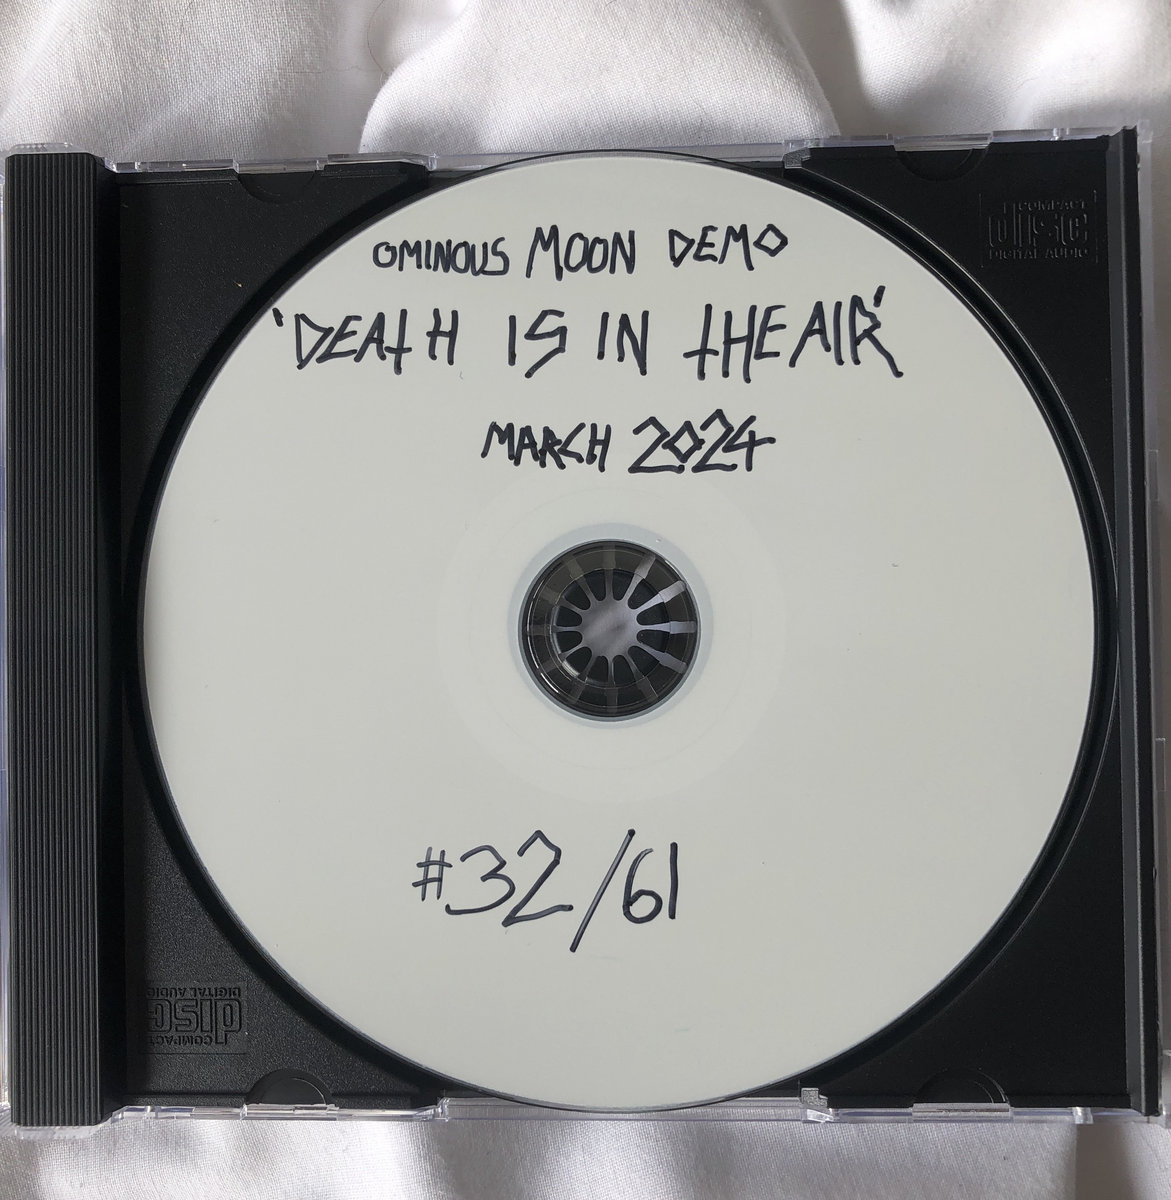 OMINOUS MOON DEMO
'DEATH IS IN THE AIR'
MARCH 2024
#32/61
COMPACT
disc
DIGITAL AUDIO
COMPACT
disc
DIGITAL AUDIO